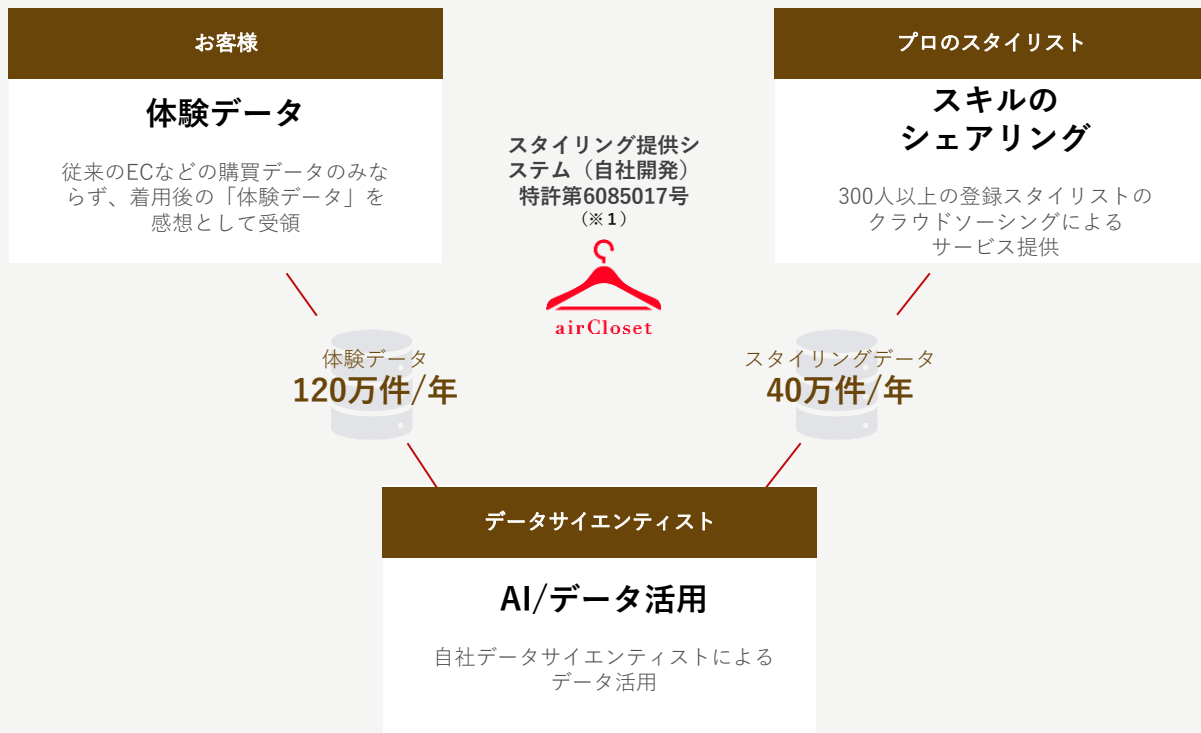 お客様
体験データ
従来のECなどの購買データのみな
らず、着用後の「体験データ」を
感想として受領
スタイリング提供シ
ステム（自社開発）
特許第6085017号
（※１）
airCloset
プロのスタイリスト
スキルの
シェアリング
300人以上の登録スタイリストの
クラウドソーシングによる
サービス提供
体験データ
120万件/年
スタイリングデータ
40万件/年
データサイエンティスト
AI/データ活用
自社データサイエンティストによる
データ活用